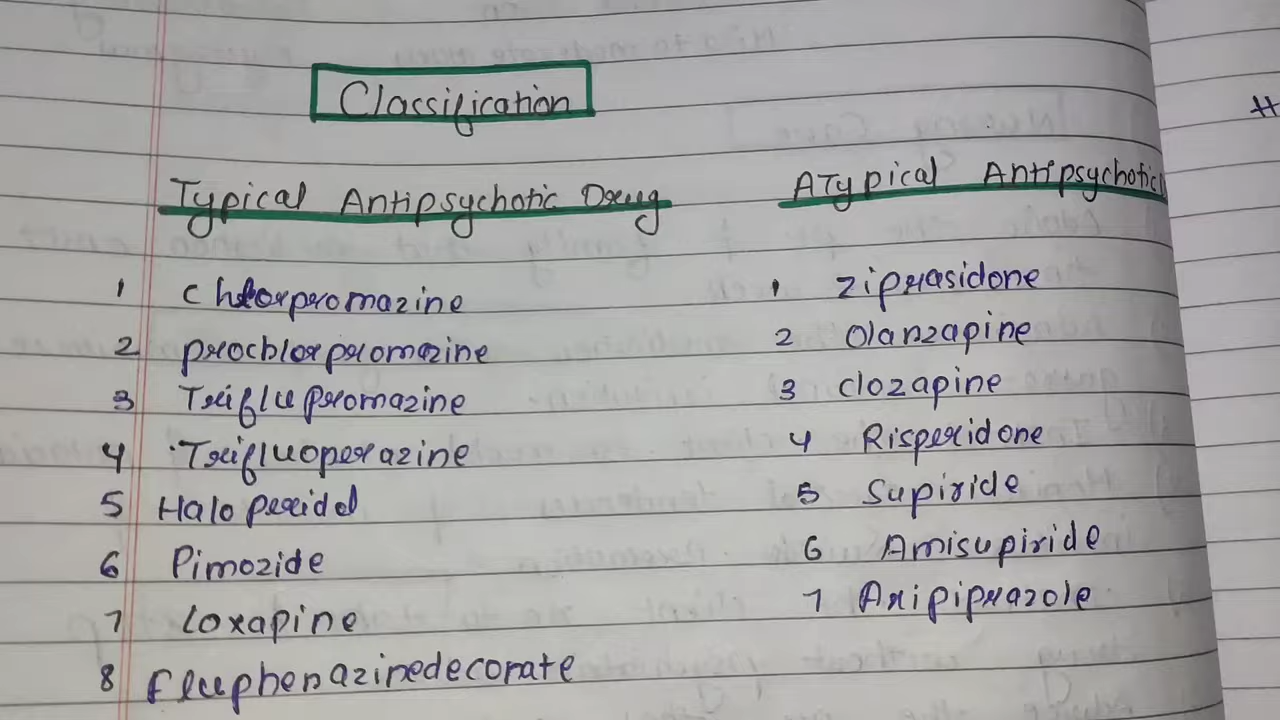 Classification
Typical Antipsychotic Drug
1 Chlorpromazine
2 prochlorpromazine
3 Triflupromazine
4 Trifluoperazine
5 Haloperidol
6 Pimozide
7 Loxapine
8 Fluphenazinedecorate
ATypical Antipsychotic
1 Ziprasidone
2 Olanzapine
3 Clozapine
4 Risperidone
5 Supiride
6 Amisupiride
7 Aripiprazole